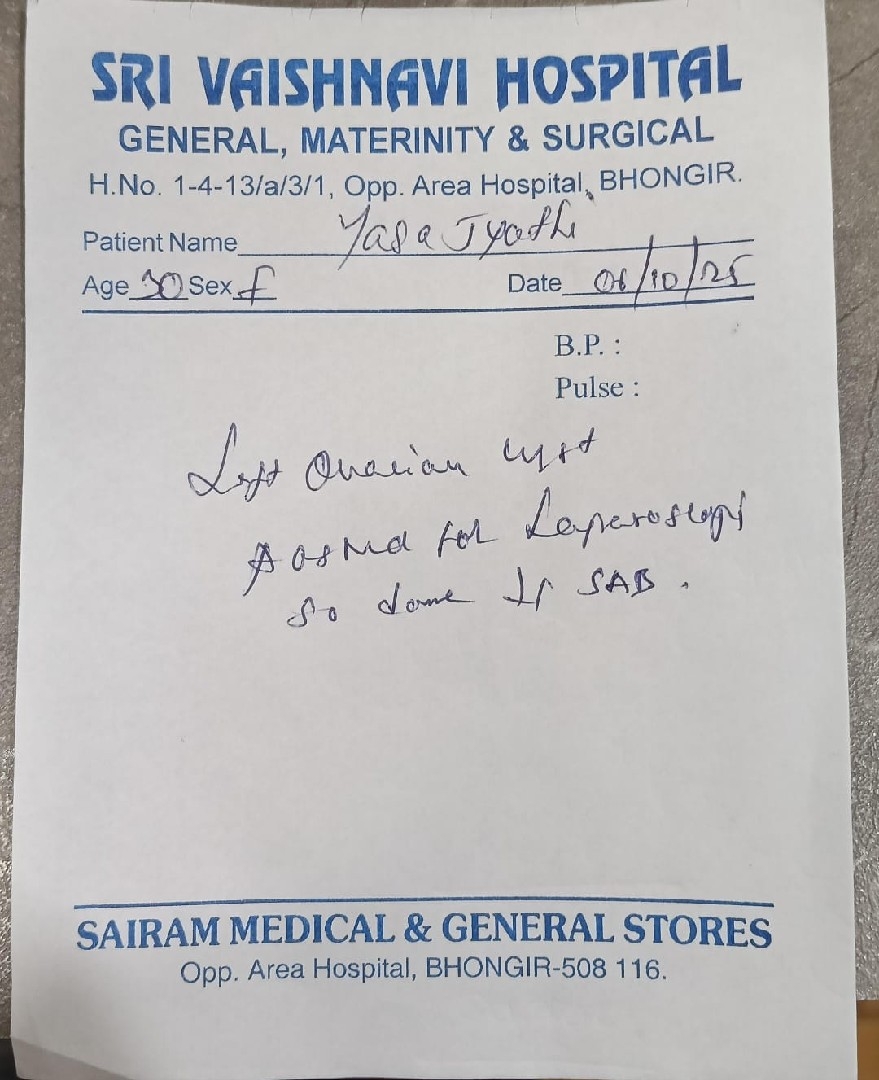 SRI VAISHNAVI HOSPITAL
GENERAL, MATERINITY & SURGICAL
H.No. 1-4-13/a/3/1, Opp. Area Hospital, BHONGIR.
Patient Name Yasa Jyothi
Age 30 Sex F Date 06/10/25
B.P. :
Pulse :
Left Ovarian cyst
Posted for Laparoscopy
So done SAB.
SAIRAM MEDICAL & GENERAL STORES
Opp. Area Hospital, BHONGIR-508 116.